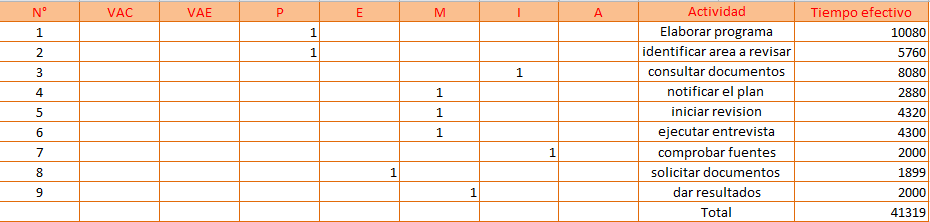 N° VAC VAE P E M I A Actividad Tiempo efectivo
1 1 Elaborar programa 10080
2 1 identificar area a revisar 5760
3 1 consultar documentos 8080
4 1 notificar el plan 2880
5 1 iniciar revision 4320
6 1 ejecutar entrevista 4300
7 1 comprobar fuentes 2000
8 1 solicitar documentos 1899
9 1 dar resultados 2000
Total 41319